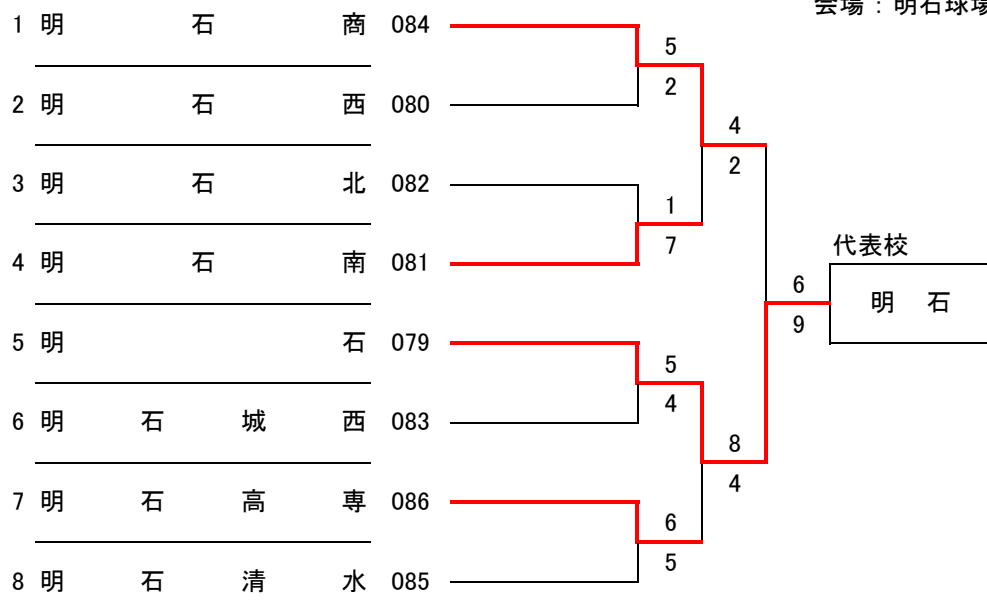 会場：明石球場
1 明石商 084
5
2
2 明石西 080
4
2
3 明石北 082
1
7
4 明石南 081
代表校
明石
6
9
5 明石 079
5
4
6 明石城西 083
8
4
7 明石高専 086
6
5
8 明石清水 085